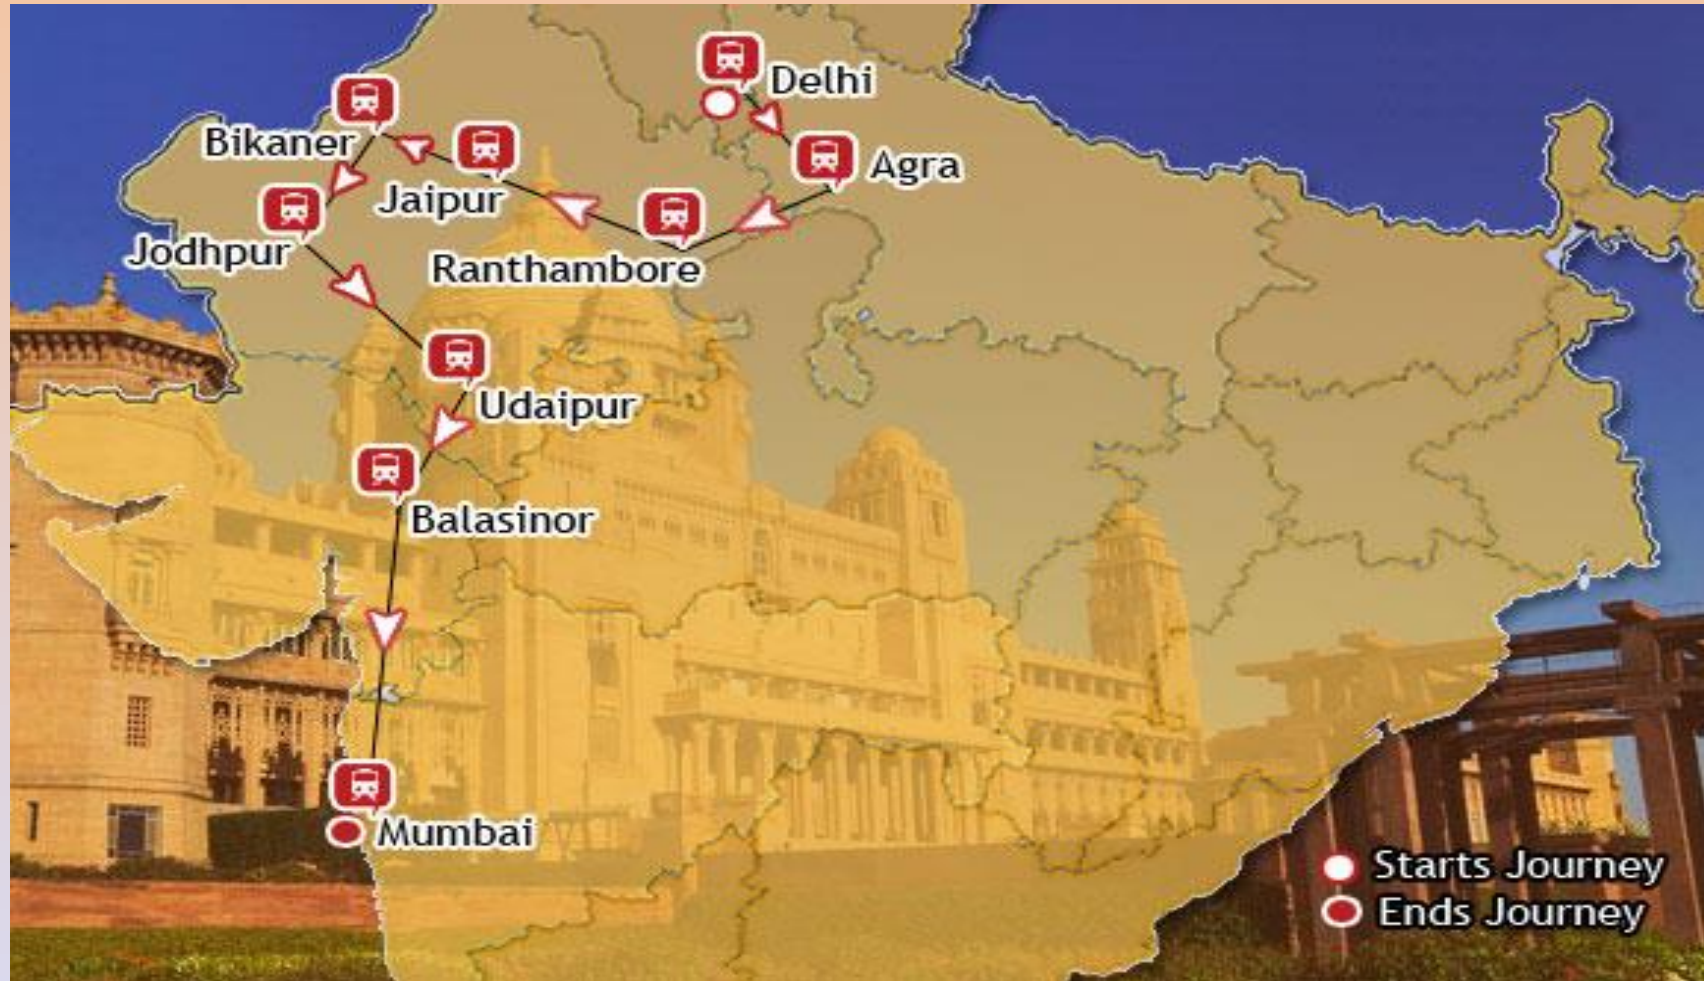 Delhi
Agra
Bikaner
Jaipur
Jodhpur
Ranthambore
Udaipur
Balasinor
Mumbai
Starts Journey
Ends Journey